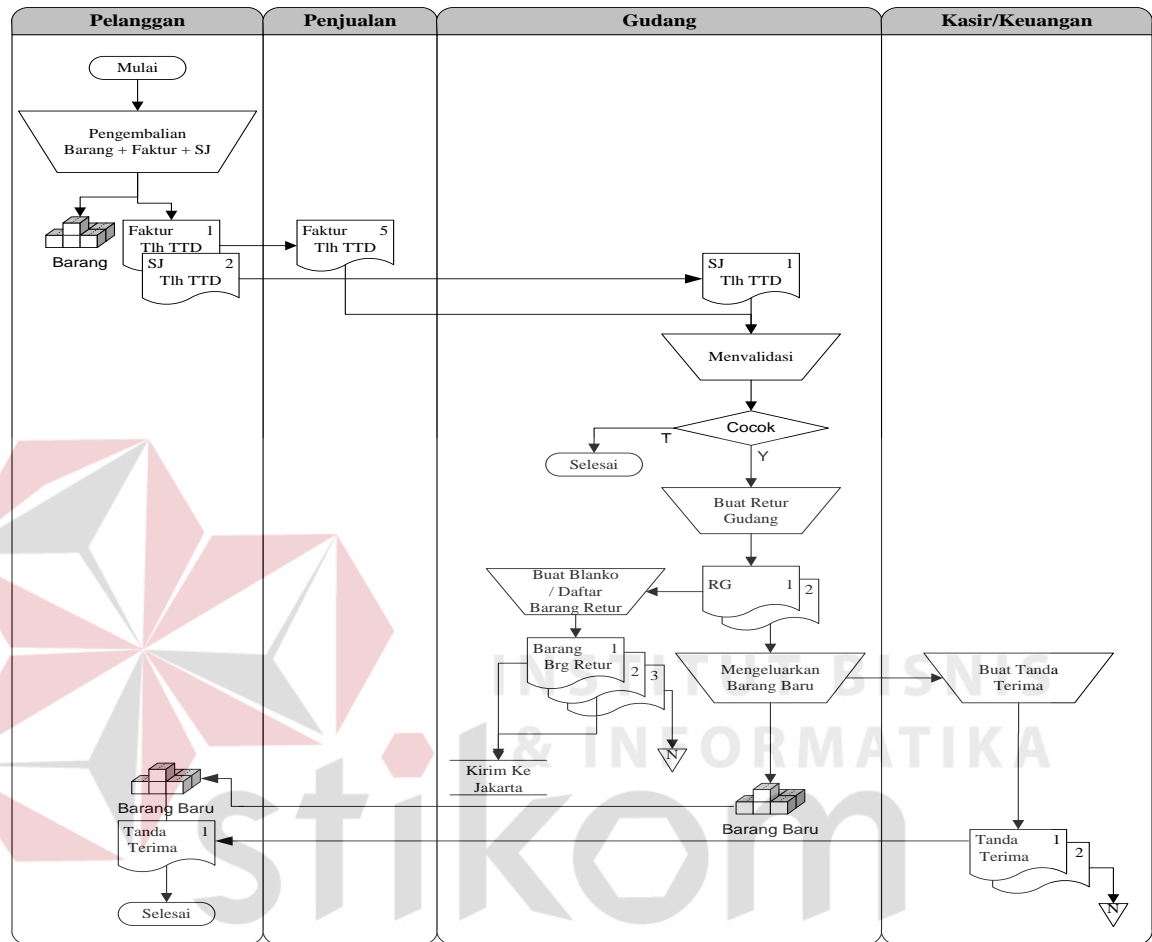 Pelanggan
Penjualan
Gudang
Kasir/Keuangan
Mulai
Pengembalian
Barang + Faktur + SJ
Barang
Faktur 1
Tlh TTD
SJ 2
Tlh TTD
Faktur 5
Tlh TTD
SJ 1
Tlh TTD
Menvalidasi
Cocok
T
Y
Selesai
Buat Retur
Gudang
RG 1
2
Buat Blanko
/ Daftar
Barang Retur
Barang 1
Brg Retur
2
3
N
Kirim Ke
Jakarta
Mengeluarkan
Barang Baru
Buat Tanda
Terima
Barang Baru
Barang Baru
Tanda 1
Terima
Tanda 1
Terima
2
N
Selesai
INSTITUT BISNIS
& INFORMATIKA
stikom